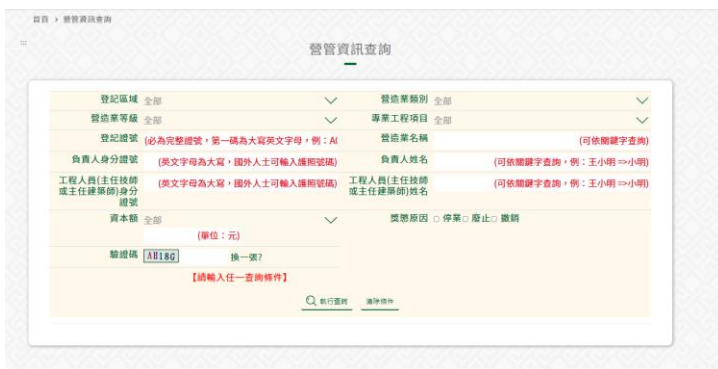 首頁 › 營管資訊查詢
營管資訊查詢
登記區域 全部 營造業類別 全部
營造業等級 全部 專業工程項目 全部
登記證號 (必為完整證號，第一碼為大寫英文字母，例：A( 營造業名稱 (可依關鍵字查詢)
負責人身分證號 (英文字母為大寫，國外人士可輸入護照號碼) 負責人姓名 (可依關鍵字查詢，例：王小明 =>小明)
工程人員(主任技師 (英文字母為大寫，國外人士可輸入護照號碼) 工程人員(主任技師 (可依關鍵字查詢，例：王小明 =>小明)
或主任建築師)身分 或主任建築師)姓名
證號
資本額 全部 獎懲原因 停業 廢止 撤銷
(單位：元)
驗證碼 AB18G 換一張?
【請輸入任一查詢條件】
執行查詢 清除條件